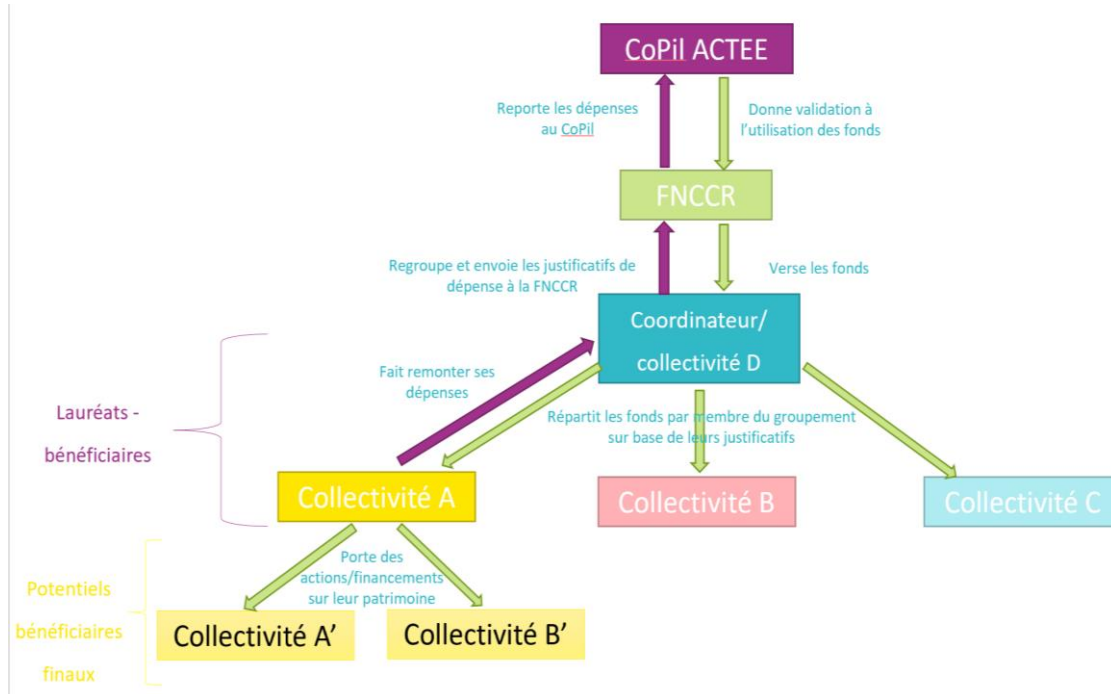 CoPil ACTEE
Reporte les dépenses
au CoPil
Donne validation à
l’utilisation des fonds
FNCCR
Regroupe et envoie les justificatifs de
dépense à la FNCCR
Verse les fonds
Coordinateur/
collectivité D
Fait remonter ses
dépenses
Lauréats -
bénéficiaires
Répartit les fonds par membre du groupement
sur base de leurs justificatifs
Collectivité A
Collectivité B
Collectivité C
Porte des
actions/financements
sur leur patrimoine
Potentiels
bénéficiaires
finaux
Collectivité A’
Collectivité B’